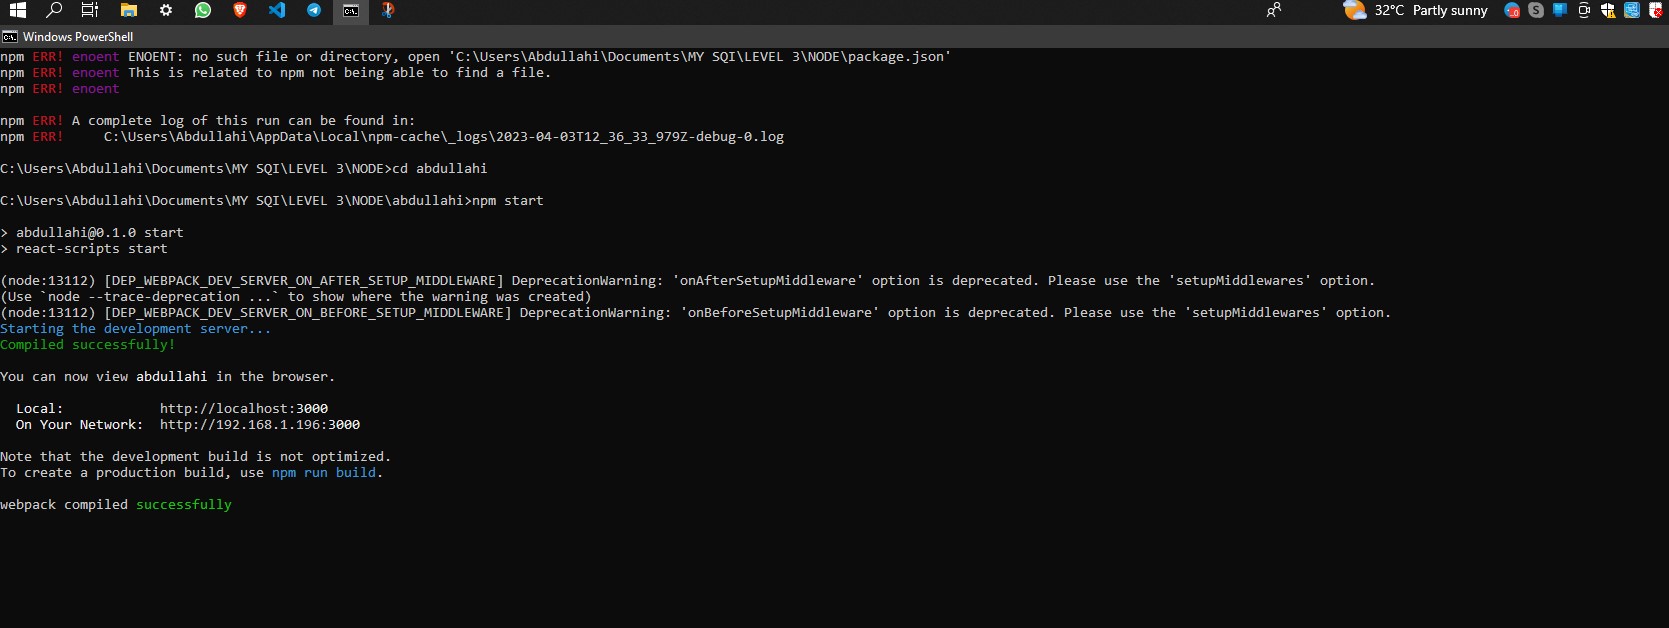 32°C Partly sunny
Windows PowerShell
npm ERR! enoent ENOENT: no such file or directory, open 'C:\Users\Abdullahi\Documents\MY SQI\LEVEL 3\NODE\package.json'
npm ERR! enoent This is related to npm not being able to find a file.
npm ERR! enoent
npm ERR! A complete log of this run can be found in:
npm ERR!     C:\Users\Abdullahi\AppData\Local\npm-cache\_logs\2023-04-03T12_36_33_979Z-debug-0.log
C:\Users\Abdullahi\Documents\MY SQI\LEVEL 3\NODE>cd abdullahi
C:\Users\Abdullahi\Documents\MY SQI\LEVEL 3\NODE\abdullahi>npm start
> abdullahi@0.1.0 start
> react-scripts start
(node:13112) [DEP_WEBPACK_DEV_SERVER_ON_AFTER_SETUP_MIDDLEWARE] DeprecationWarning: 'onAfterSetupMiddleware' option is deprecated. Please use the 'setupMiddlewares' option.
(Use `node --trace-deprecation ...` to show where the warning was created)
(node:13112) [DEP_WEBPACK_DEV_SERVER_ON_BEFORE_SETUP_MIDDLEWARE] DeprecationWarning: 'onBeforeSetupMiddleware' option is deprecated. Please use the 'setupMiddlewares' option.
Starting the development server...
Compiled successfully!
You can now view abdullahi in the browser.
Local:            http://localhost:3000
On Your Network:  http://192.168.1.196:3000
Note that the development build is not optimized.
To create a production build, use npm run build.
webpack compiled successfully